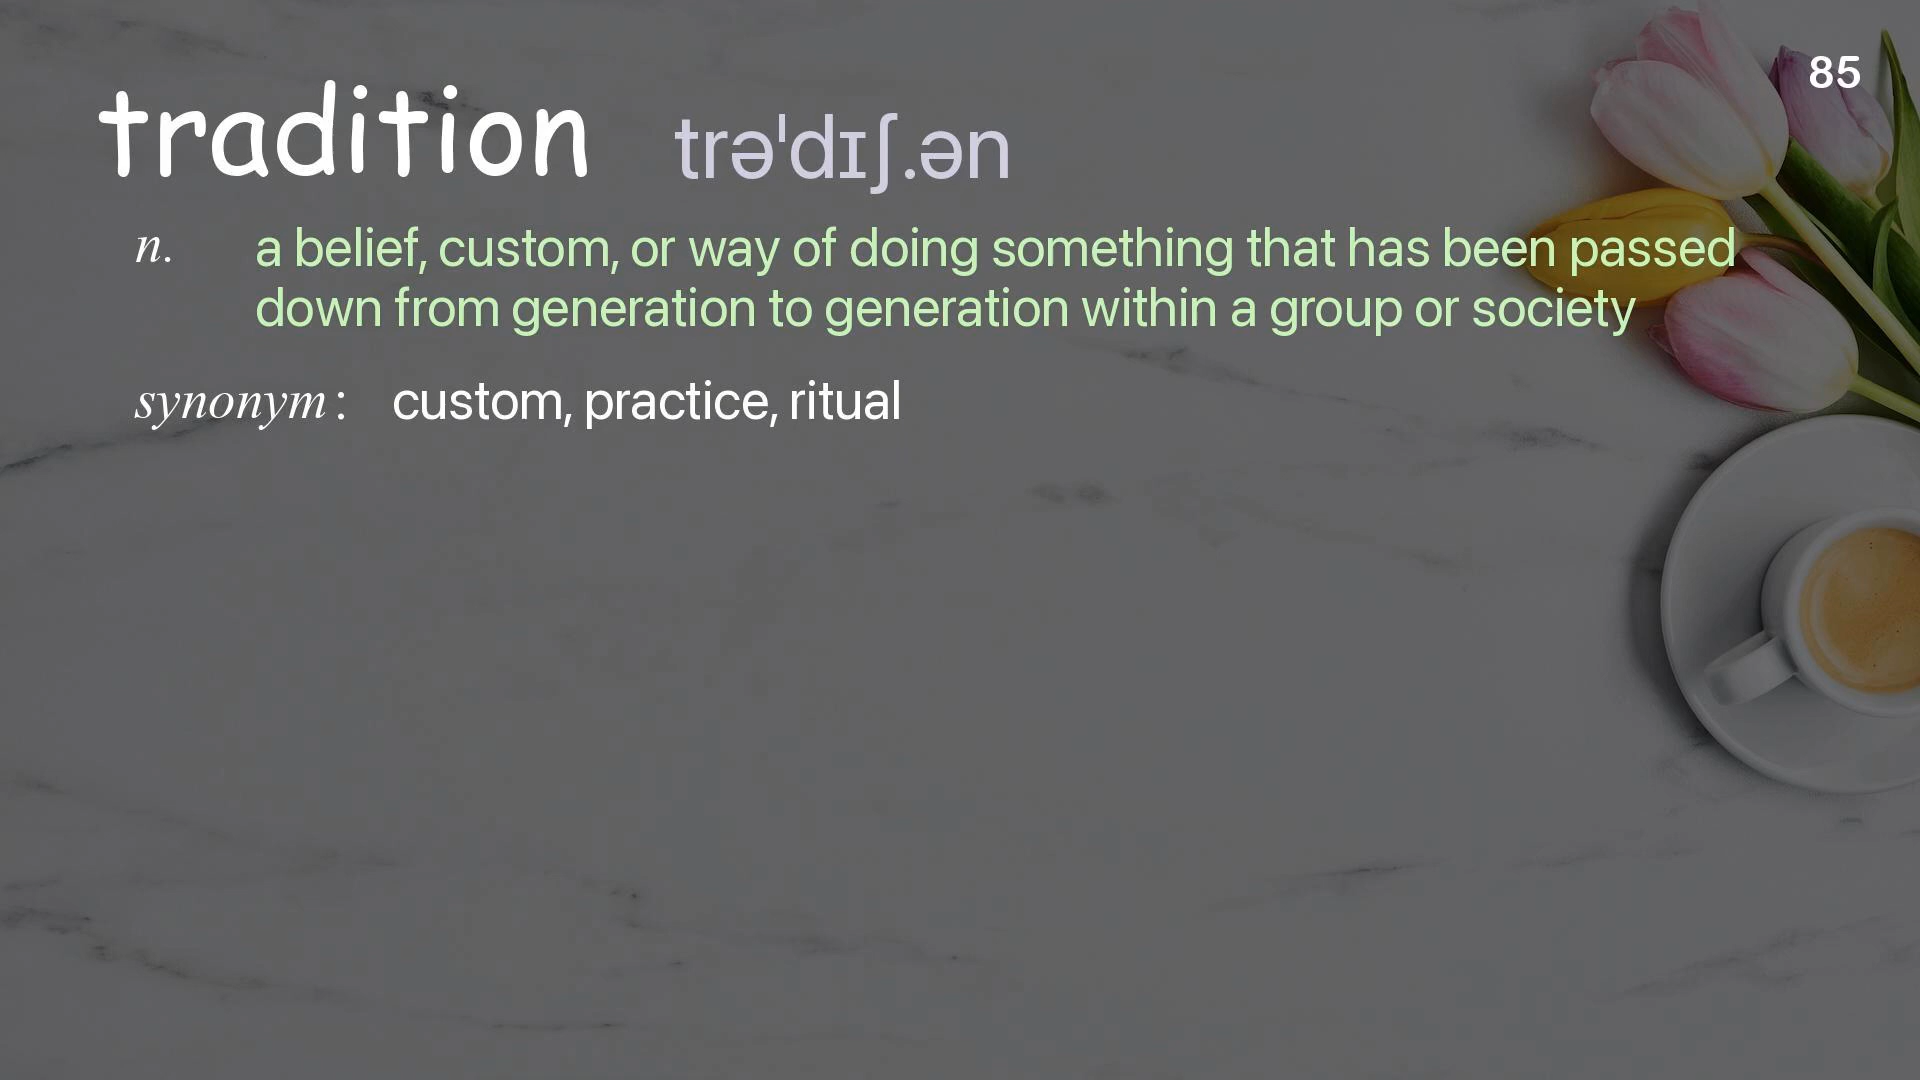 85
tradition trəˈdɪʃ.ən
n. a belief, custom, or way of doing something that has been passed
down from generation to generation within a group or society
synonym : custom, practice, ritual